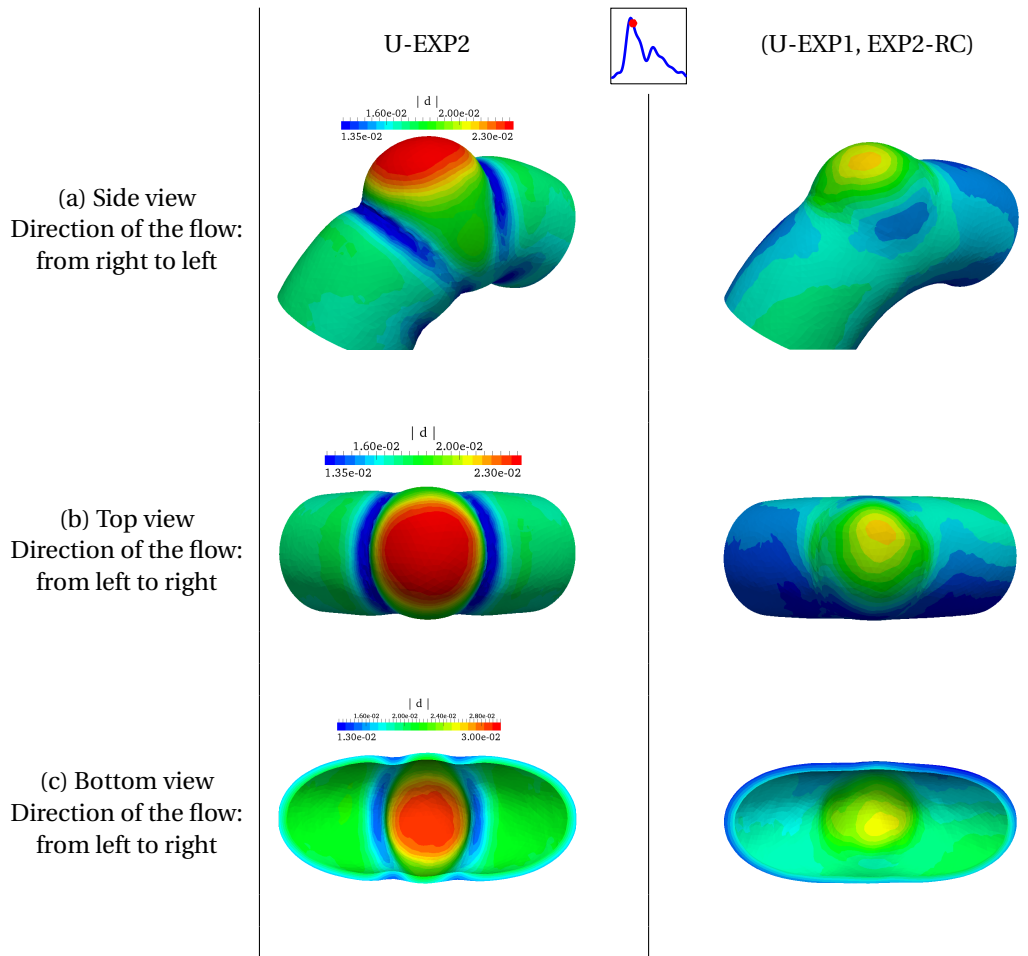 U-EXP2
(U-EXP1, EXP2-RC)
(a) Side view
Direction of the flow:
from right to left
| d |
1.60e-02 2.00e-02
1.35e-02 2.30e-02
(b) Top view
Direction of the flow:
from left to right
| d |
1.60e-02 2.00e-02
1.35e-02 2.30e-02
(c) Bottom view
Direction of the flow:
from left to right
| d |
1.60e-02 2.00e-02 2.40e-02 2.80e-02
1.30e-02 3.00e-02